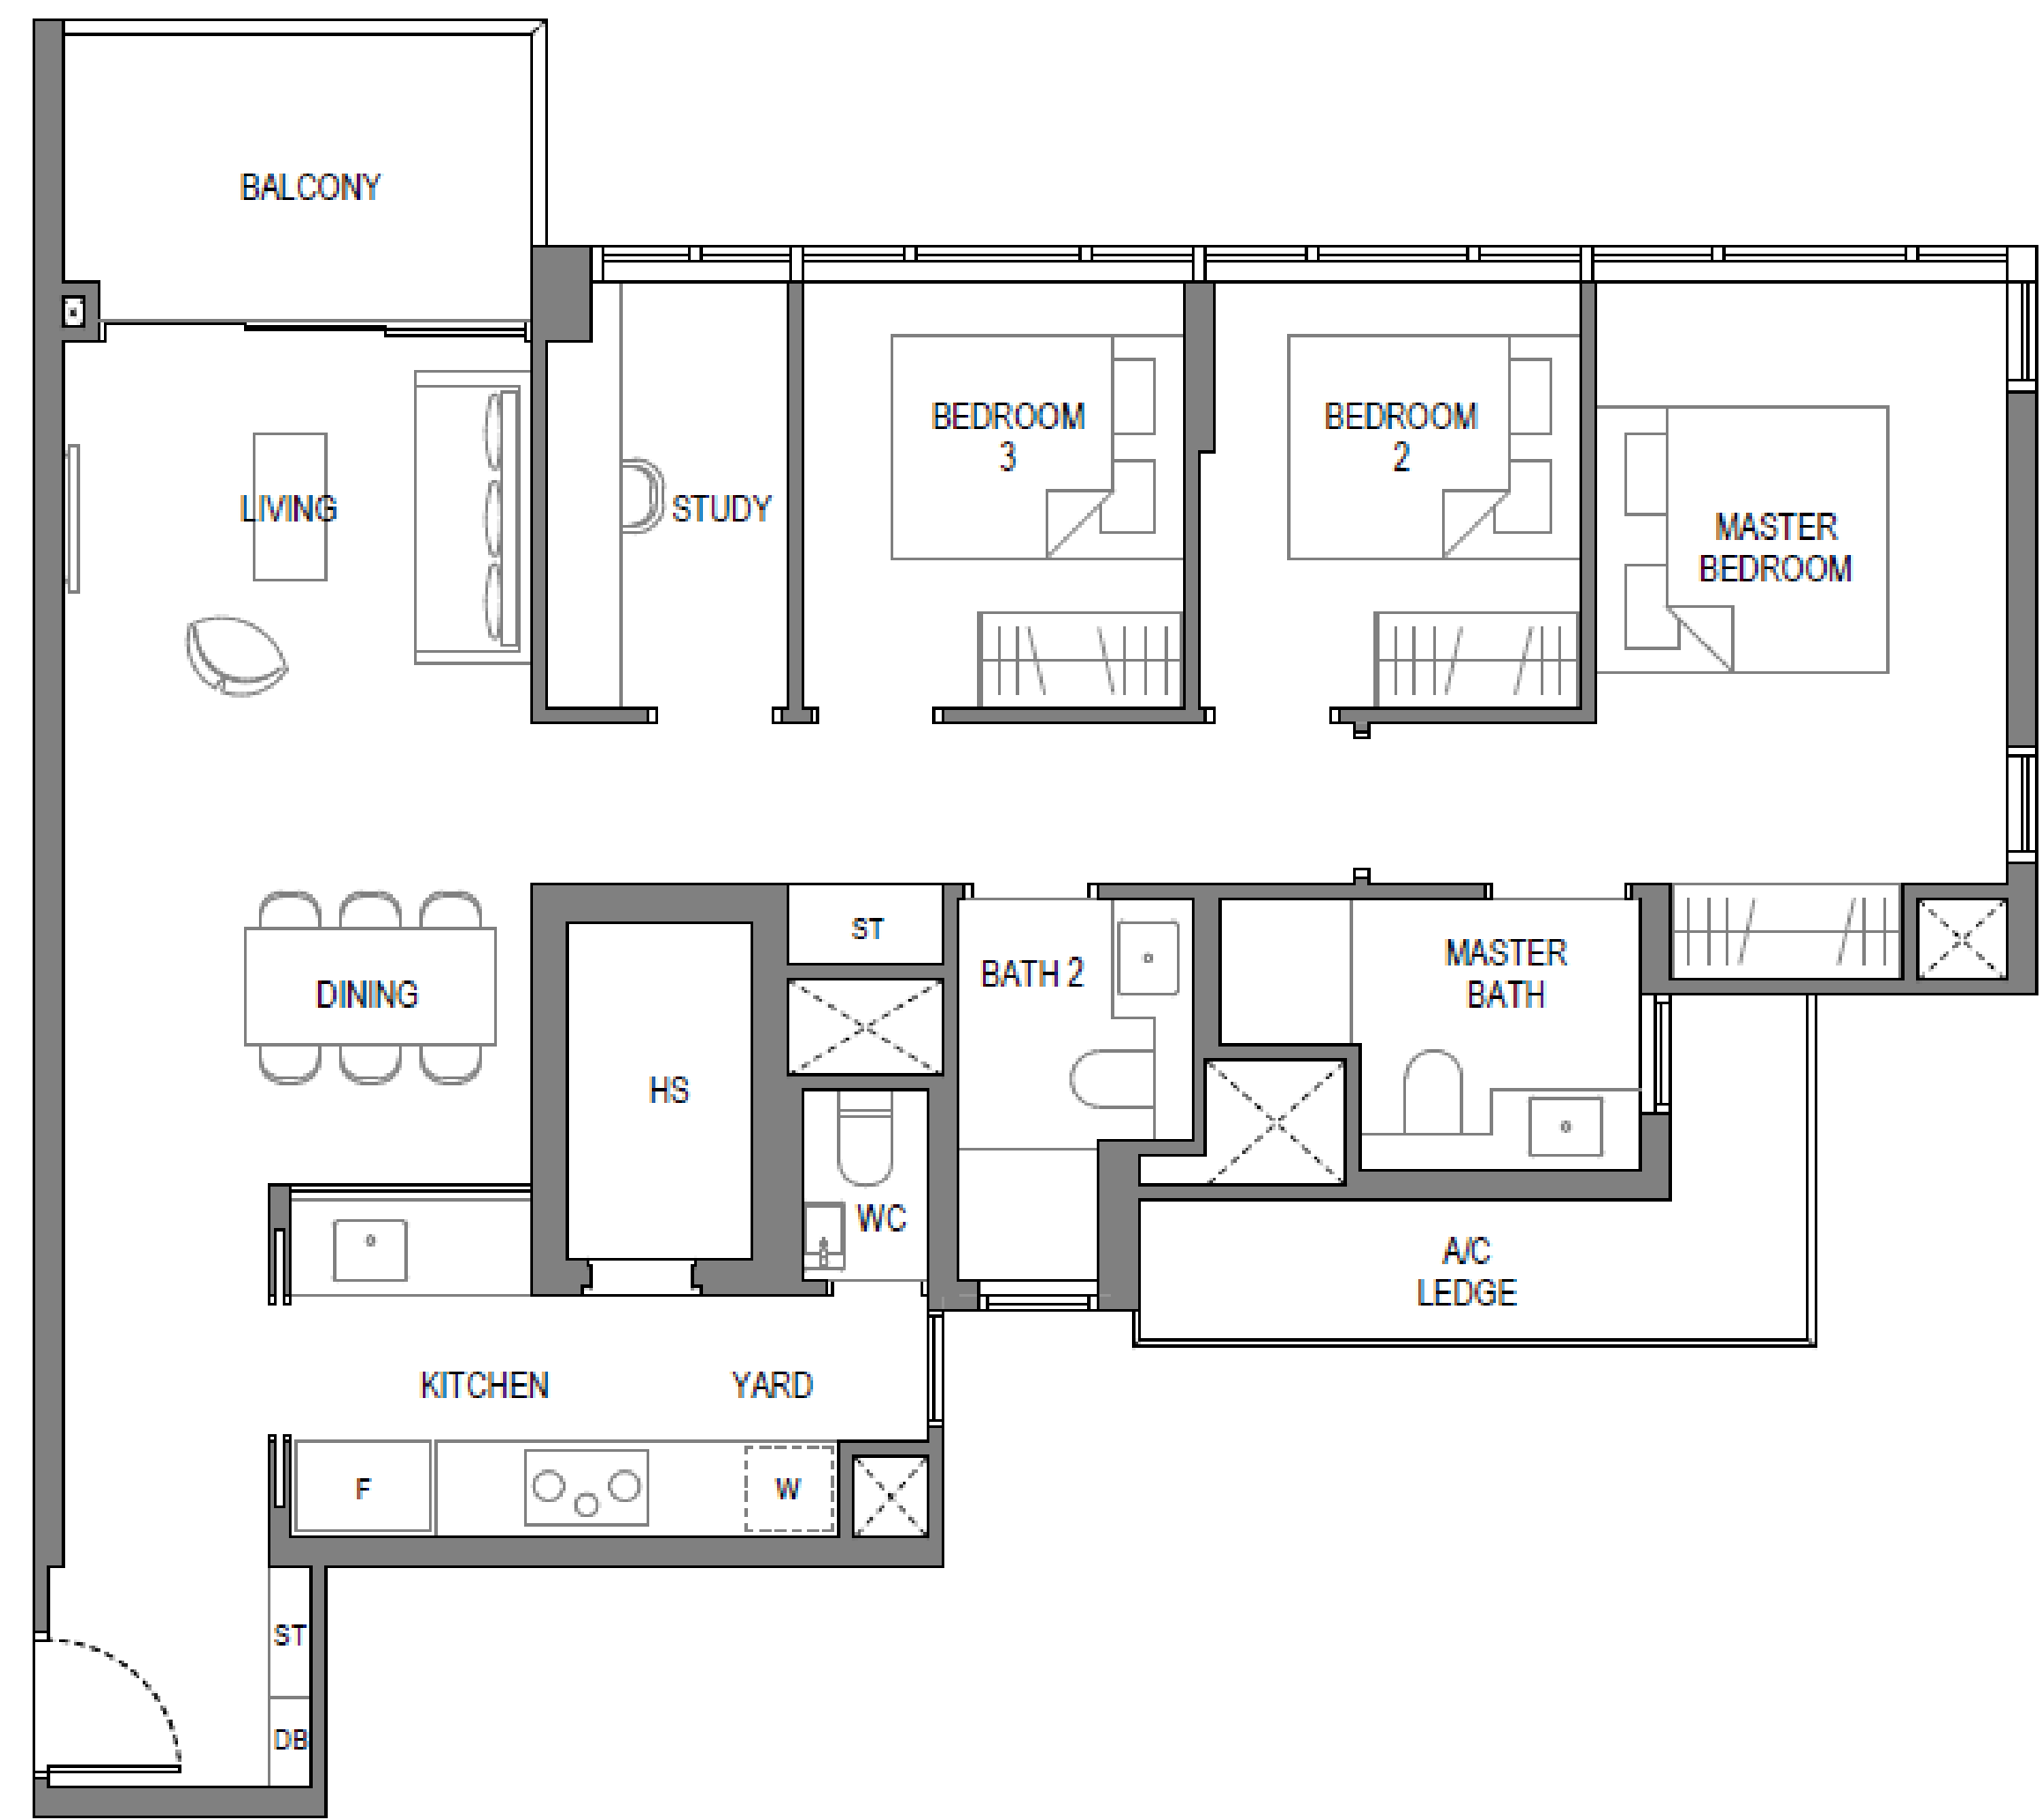 BALCONY
LIVING
STUDY
BEDROOM
3
BEDROOM
2
MASTER
BEDROOM
DINING
HS
ST
BATH 2
MASTER
BATH
WC
A/C
LEDGE
KITCHEN
YARD
F
W
ST
DB